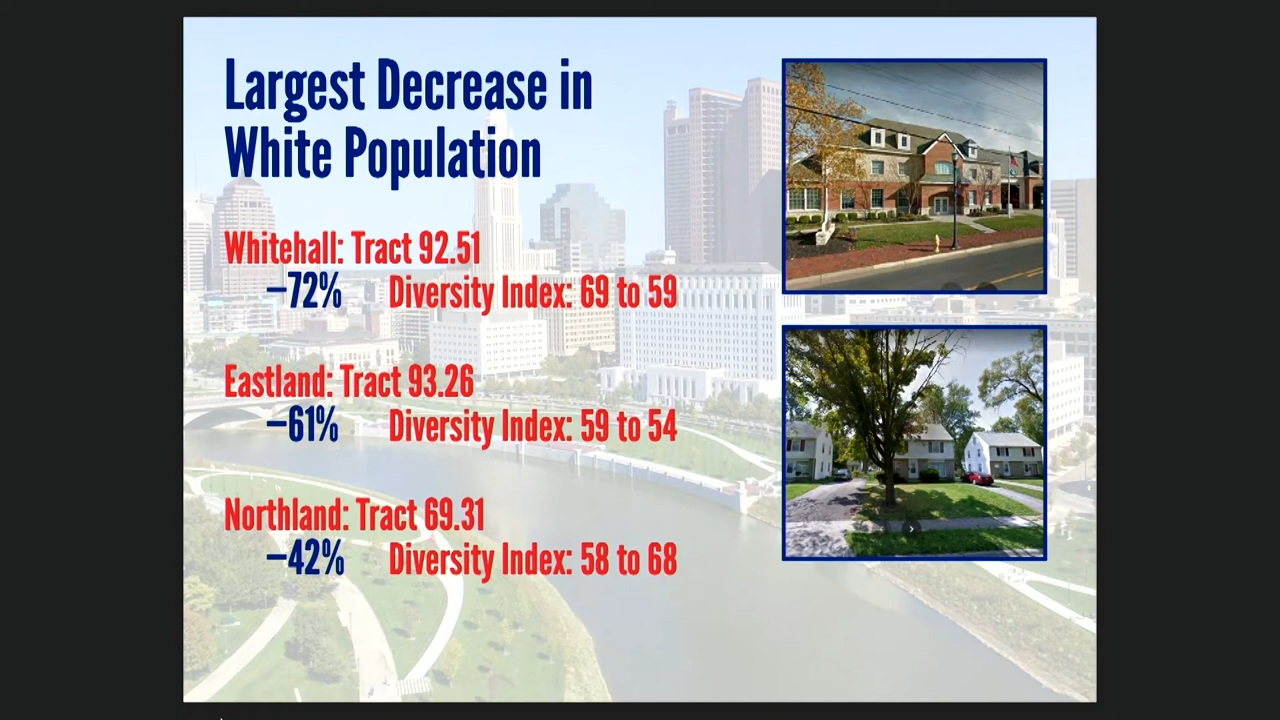 Largest Decrease in
White Population
Whitehall: Tract 92.51
–72% Diversity Index: 69 to 59
Eastland: Tract 93.26
–61% Diversity Index: 59 to 54
Northland: Tract 69.31
–42% Diversity Index: 58 to 68